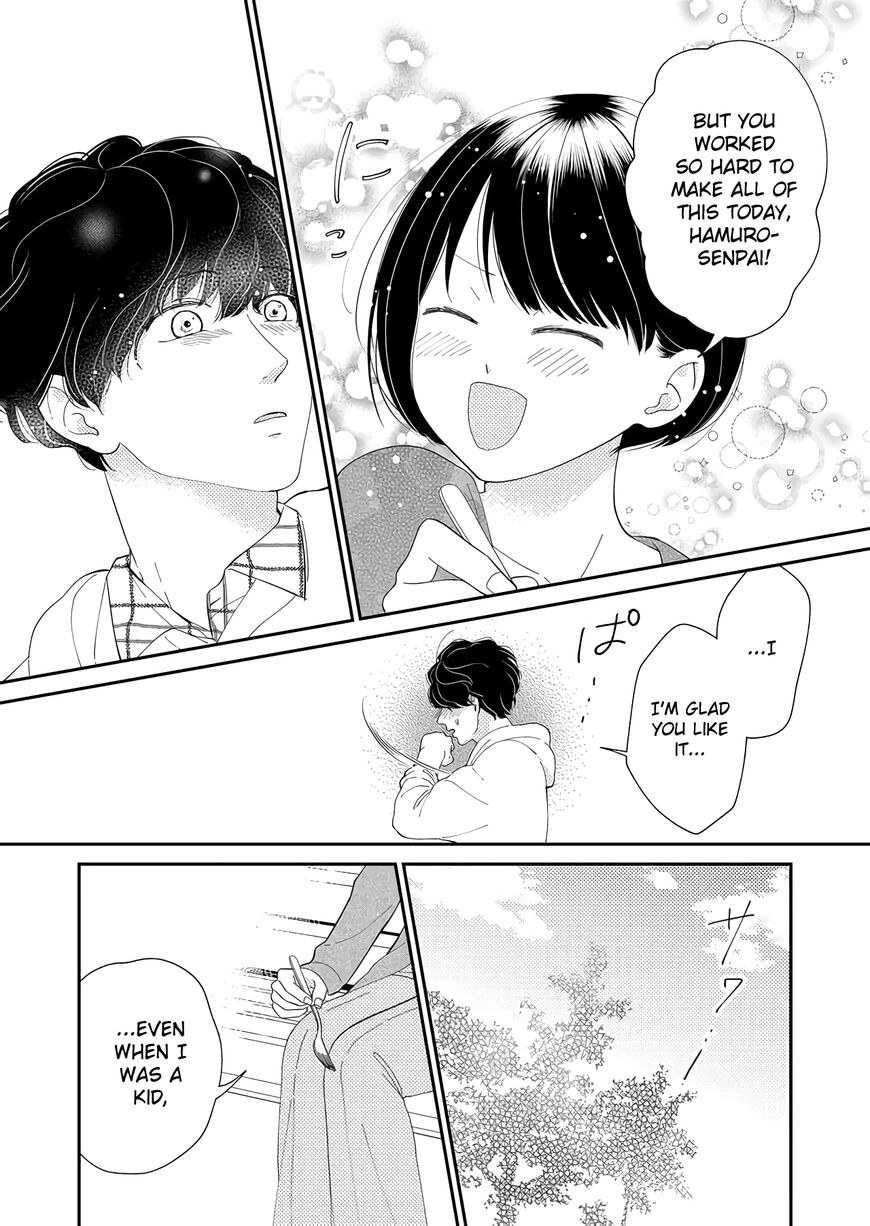 BUT YOU
WORKED
SO HARD TO
MAKE ALL OF
THIS TODAY,
HAMURO-
SENPAI!
にこっ
ぱ゜
...I
I'M GLAD
YOU LIKE
IT...
サワ
...EVEN
WHEN I
WAS A
KID,